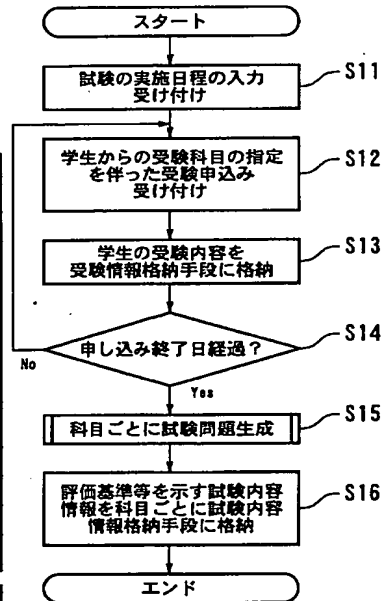 スタート
試験の実施日程の入力
受け付け
S11
学生からの受験科目の指定
を伴った受験申込み
受け付け
S12
学生の受験内容を
受験情報格納手段に格納
S13
申し込み終了日経過?
S14
No
Yes
科目ごとに試験問題生成
S15
評価基準等を示す試験内容
情報を科目ごとに試験内容
情報格納手段に格納
S16
エンド